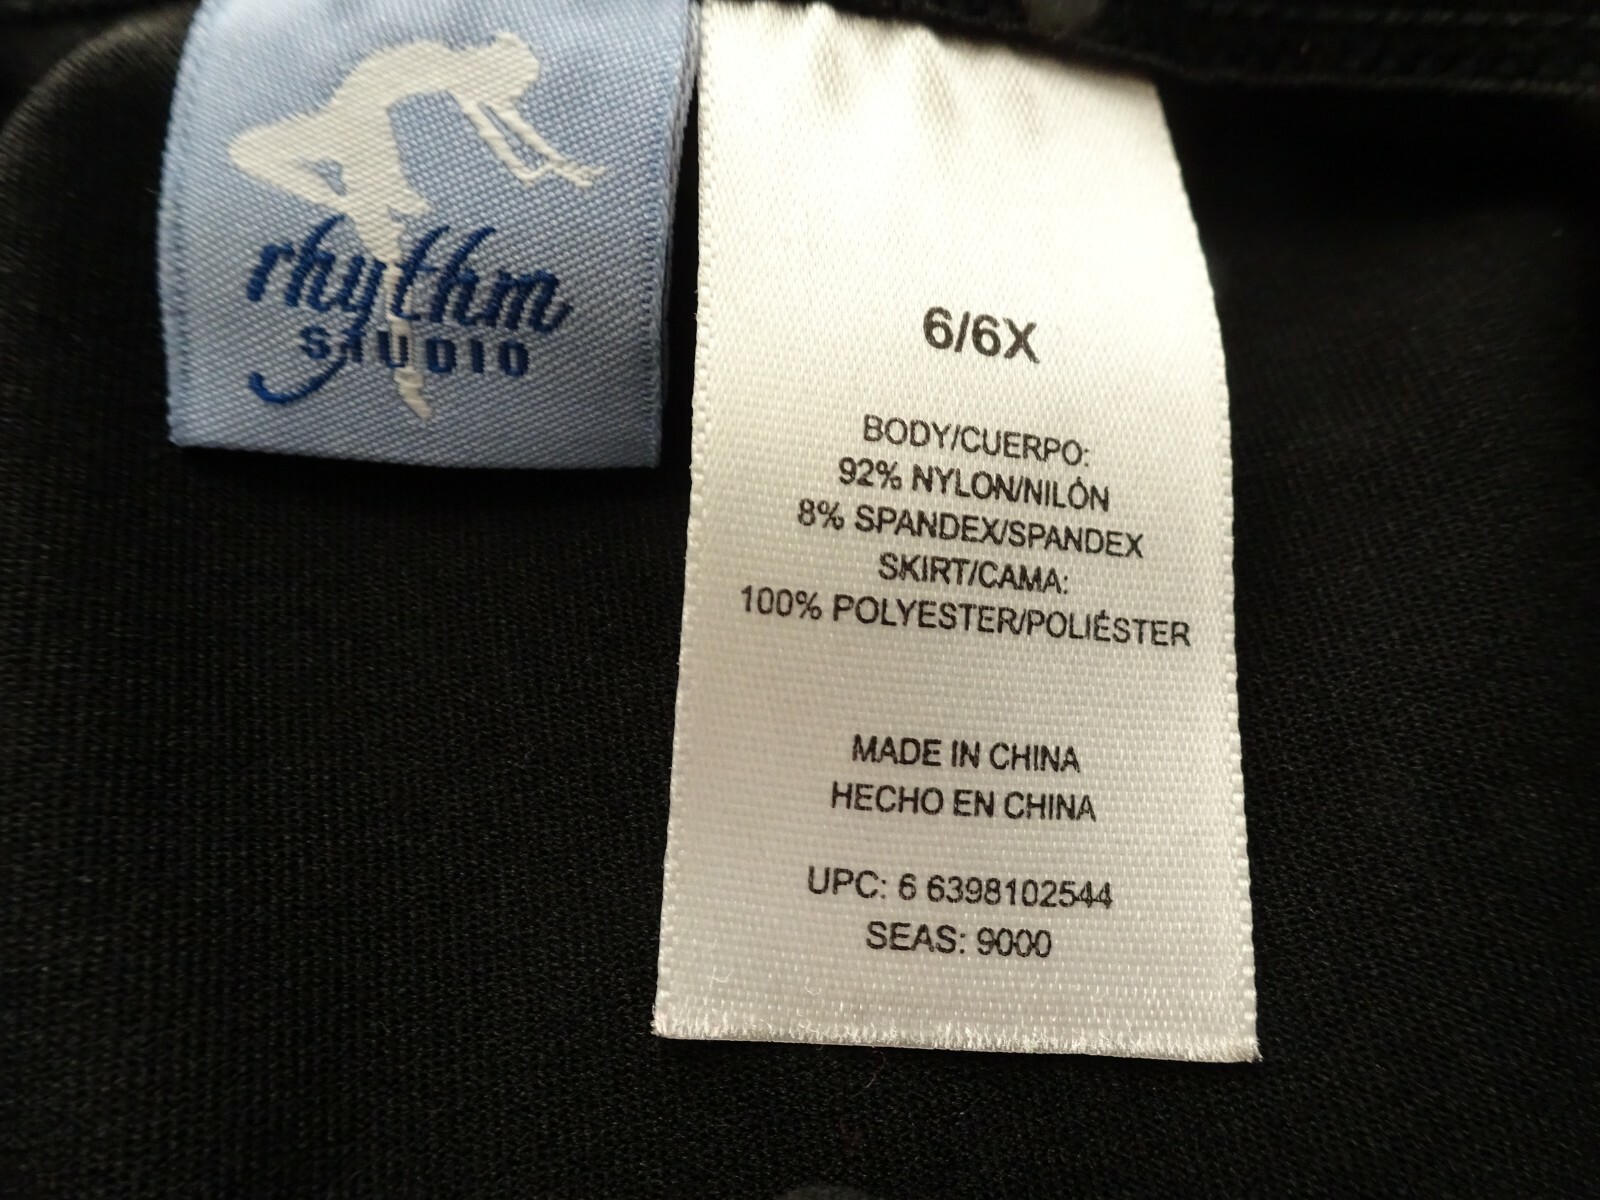 rhythm
STUDIO
6/6X
BODY/CUERPO:
92% NYLON/NILÓN
8% SPANDEX/SPANDEX
SKIRT/CAMA:
100% POLYESTER/POLIÉSTER
MADE IN CHINA
HECHO EN CHINA
UPC: 6 6398102544
SEAS: 9000